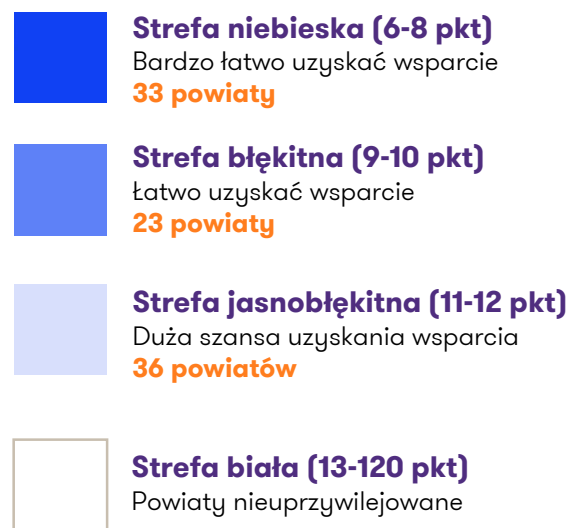 Strefa niebieska (6-8 pkt)
Bardzo łatwo uzyskać wsparcie
33 powiaty
Strefa błękitna (9-10 pkt)
Łatwo uzyskać wsparcie
23 powiaty
Strefa jasnobłękitna (11-12 pkt)
Duża szansa uzyskania wsparcia
36 powiatów
Strefa biała (13-120 pkt)
Powiaty nieuprzywilejowane